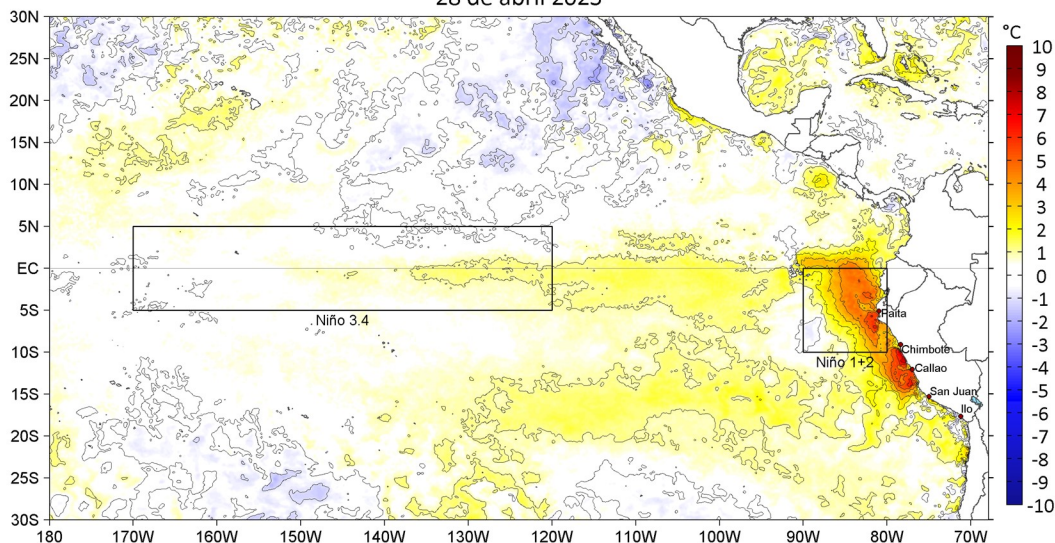 28 de abril 2023
°C
30N
25N
20N
15N
10N
5N
EC
5S
10S
15S
20S
25S
30S
180
170W
160W
150W
140W
130W
120W
110W
100W
90W
80W
70W
Niño 3.4
Niño 1+2
Paita
Chimbote
Callao
San Juan
Ilo
10
9
8
7
6
5
4
3
2
1
0
-1
-2
-3
-4
-5
-6
-7
-8
-9
-10